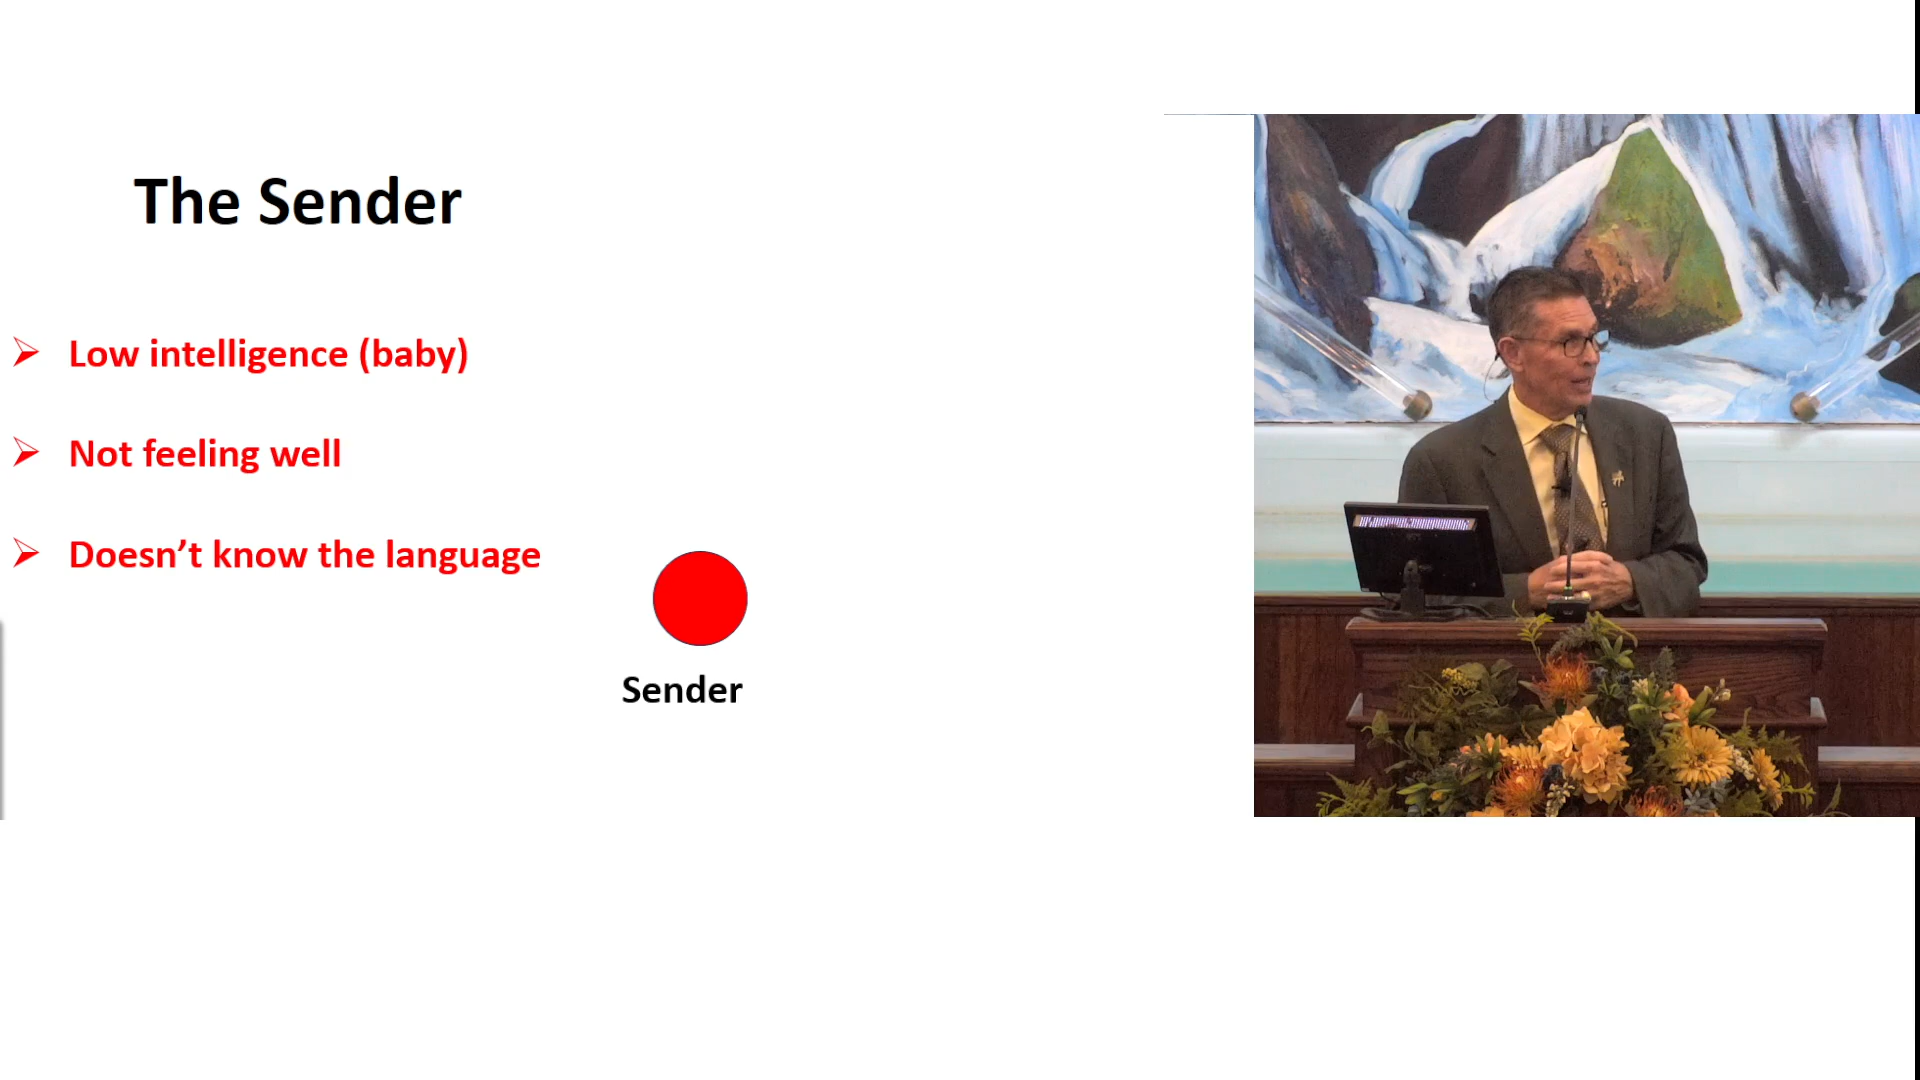 The Sender
➢ Low intelligence (baby)
➢ Not feeling well
➢ Doesn’t know the language
Sender